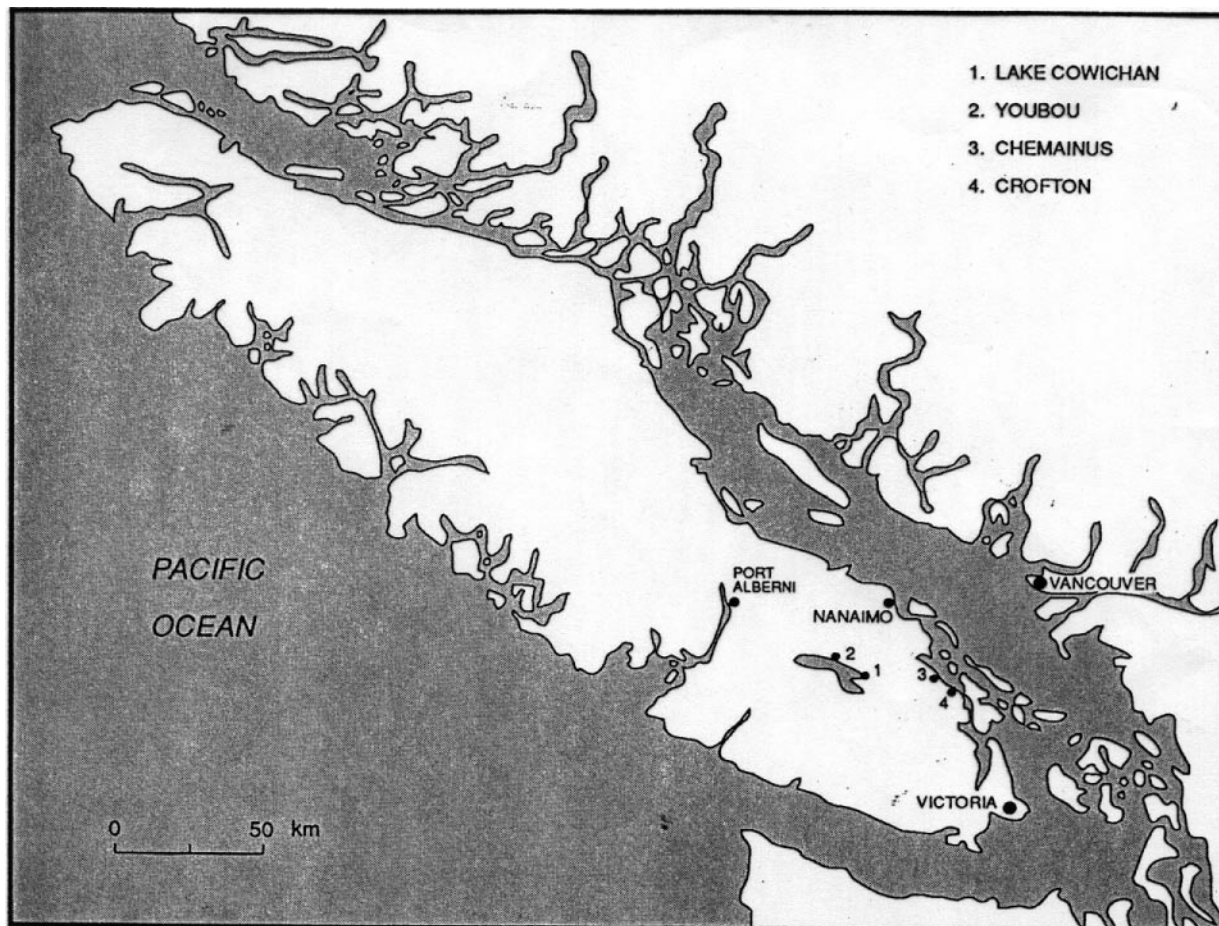 1. LAKE COWICHAN
2. YOUBOU
3. CHEMAINUS
4. CROFTON
PACIFIC
OCEAN
PORT
ALBERNI
NANAIMO
VANCOUVER
2
1
3
4
VICTORIA
0 50 km